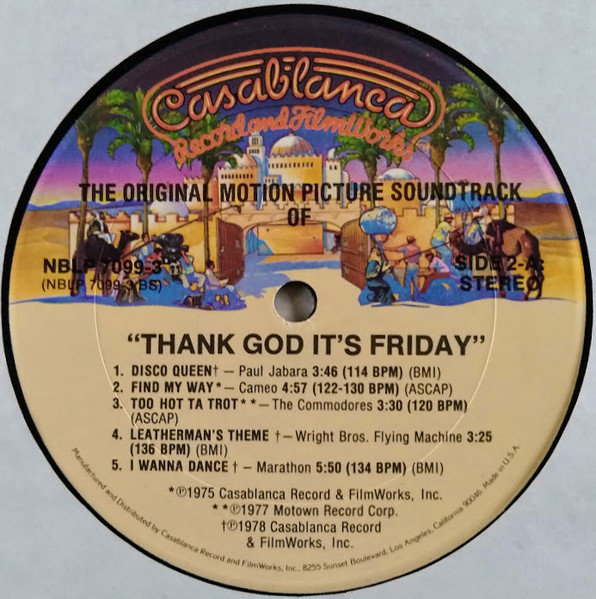 Casablanca
Record and FilmWorks
THE ORIGINAL MOTION PICTURE SOUNDTRACK
OF
NBLP 7099-3
(NBLP 7099-3 BS)
SIDE 2-A
STEREO
"THANK GOD IT'S FRIDAY"
1. DISCO QUEEN† – Paul Jabara 3:46 (114 BPM) (BMI)
2. FIND MY WAY* – Cameo 4:57 (122-130 BPM) (ASCAP)
3. TOO HOT TA TROT** – The Commodores 3:30 (120 BPM)
(ASCAP)
4. LEATHERMAN'S THEME † – Wright Bros. Flying Machine 3:25
(136 BPM) (BMI)
5. I WANNA DANCE † – Marathon 5:50 (134 BPM) (BMI)
*℗1975 Casablanca Record & FilmWorks, Inc.
**℗1977 Motown Record Corp.
†℗1978 Casablanca Record
& FilmWorks, Inc.
Manufactured and Distributed by Casablanca Record and FilmWorks, Inc., 8255 Sunset Boulevard, Los Angeles, California 90046. Made in U.S.A.